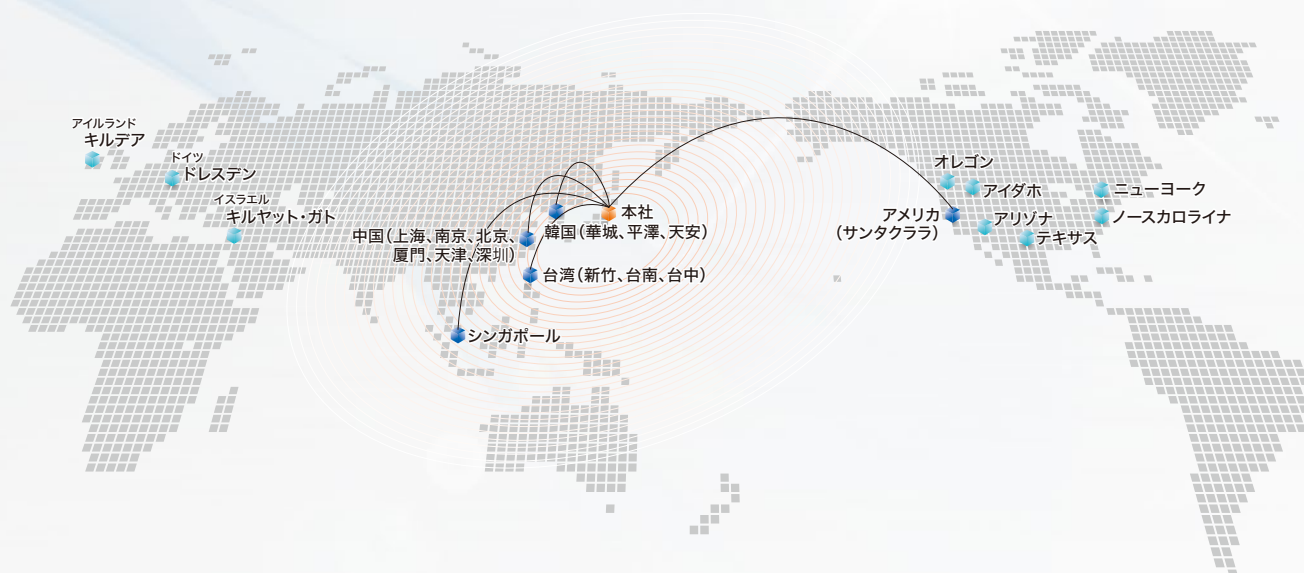 アイルランド
キルデア
ドイツ
ドレスデン
イスラエル
キルヤット・ガト
中国(上海、南京、北京、
厦門、天津、深圳)
本社
韓国(華城、平澤、天安)
台湾(新竹、台南、台中)
シンガポール
アメリカ
(サンタクララ)
オレゴン
アイダホ
アリゾナ
テキサス
ニューヨーク
ノースカロライナ